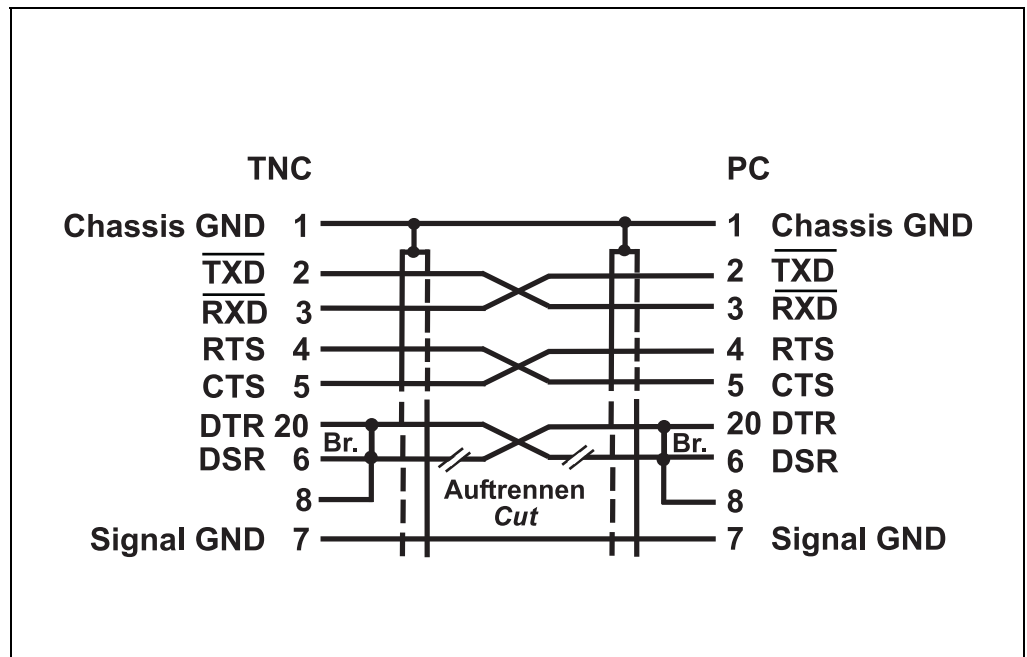 TNC PC
Chassis GND 1 1 Chassis GND
TXD 2 2 TXD
RXD 3 3 RXD
RTS 4 4 RTS
CTS 5 5 CTS
DTR 20 20 DTR
Br. Br.
DSR 6 6 DSR
Auftrennen
8 8
Cut
Signal GND 7 7 Signal GND